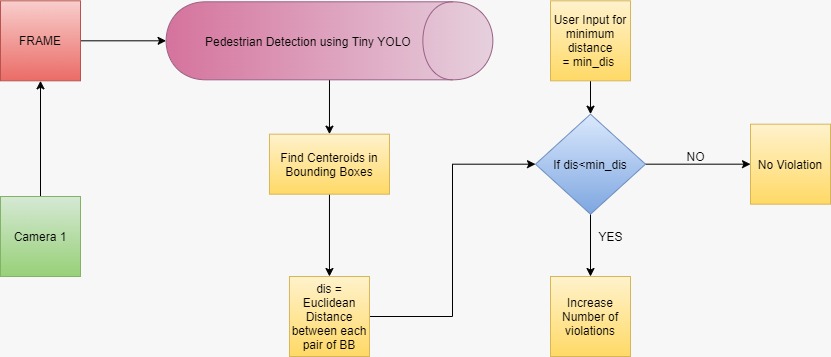 FRAME
Pedestrian Detection using Tiny YOLO
User Input for
minimum
distance
= min_dis
Find Centeroids in
Bounding Boxes
If dis<min_dis
NO
No Violation
Camera 1
YES
dis =
Euclidean
Distance
between each
pair of BB
Increase
Number of
violations